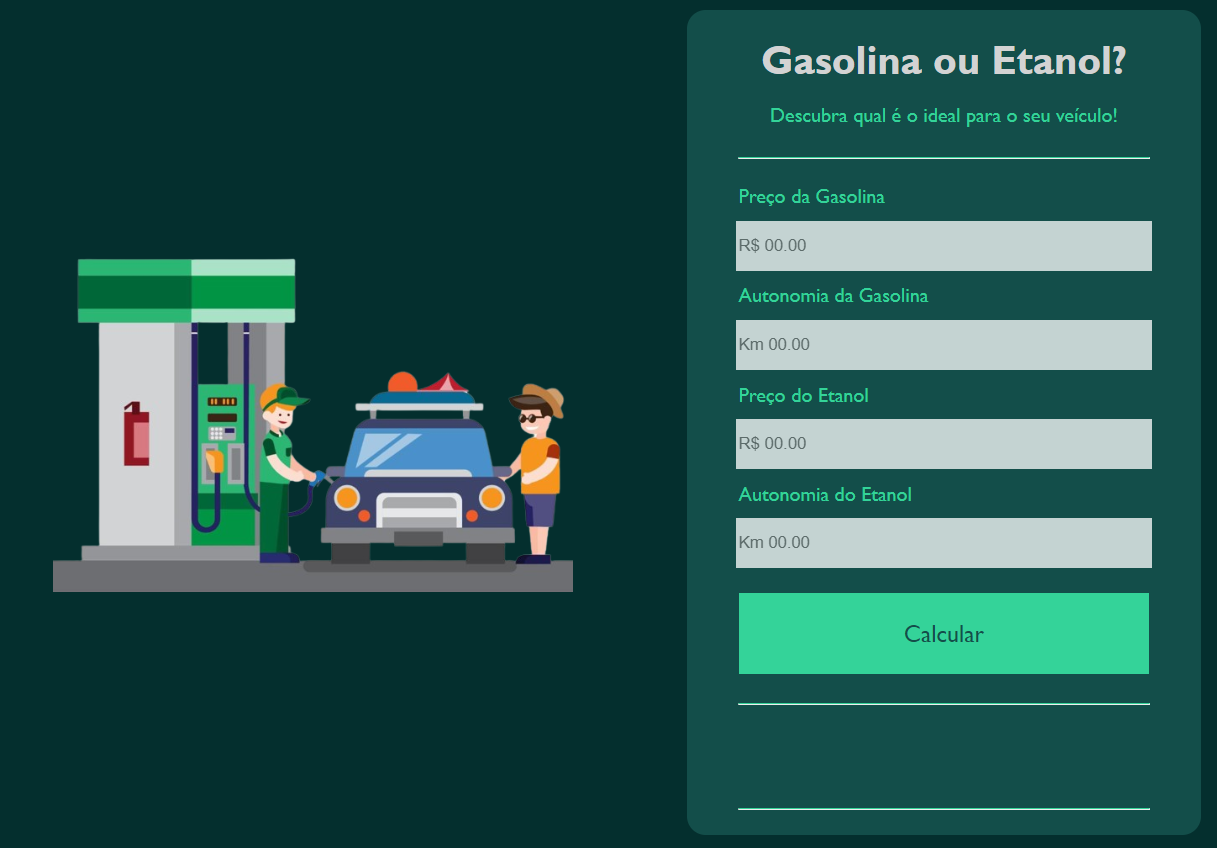 Gasolina ou Etanol?
Descubra qual é o ideal para o seu veículo!
Preço da Gasolina
R$ 00.00
Autonomia da Gasolina
Km 00.00
Preço do Etanol
R$ 00.00
Autonomia do Etanol
Km 00.00
Calcular